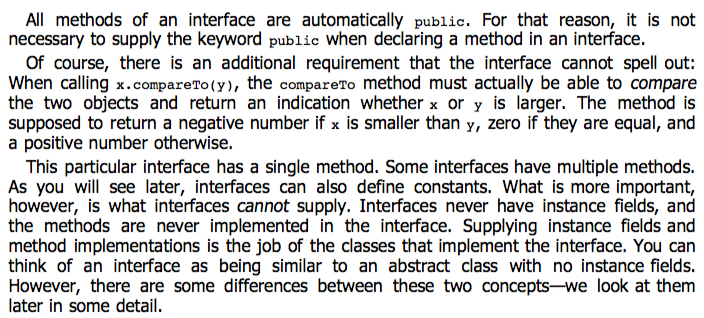 All methods of an interface are automatically public. For that reason, it is not
necessary to supply the keyword public when declaring a method in an interface.
Of course, there is an additional requirement that the interface cannot spell out:
When calling x.compareTo(y), the compareTo method must actually be able to compare
the two objects and return an indication whether x or y is larger. The method is
supposed to return a negative number if x is smaller than y, zero if they are equal, and
a positive number otherwise.
This particular interface has a single method. Some interfaces have multiple methods.
As you will see later, interfaces can also define constants. What is more important,
however, is what interfaces cannot supply. Interfaces never have instance fields, and
the methods are never implemented in the interface. Supplying instance fields and
method implementations is the job of the classes that implement the interface. You can
think of an interface as being similar to an abstract class with no instance fields.
However, there are some differences between these two concepts—we look at them
later in some detail.